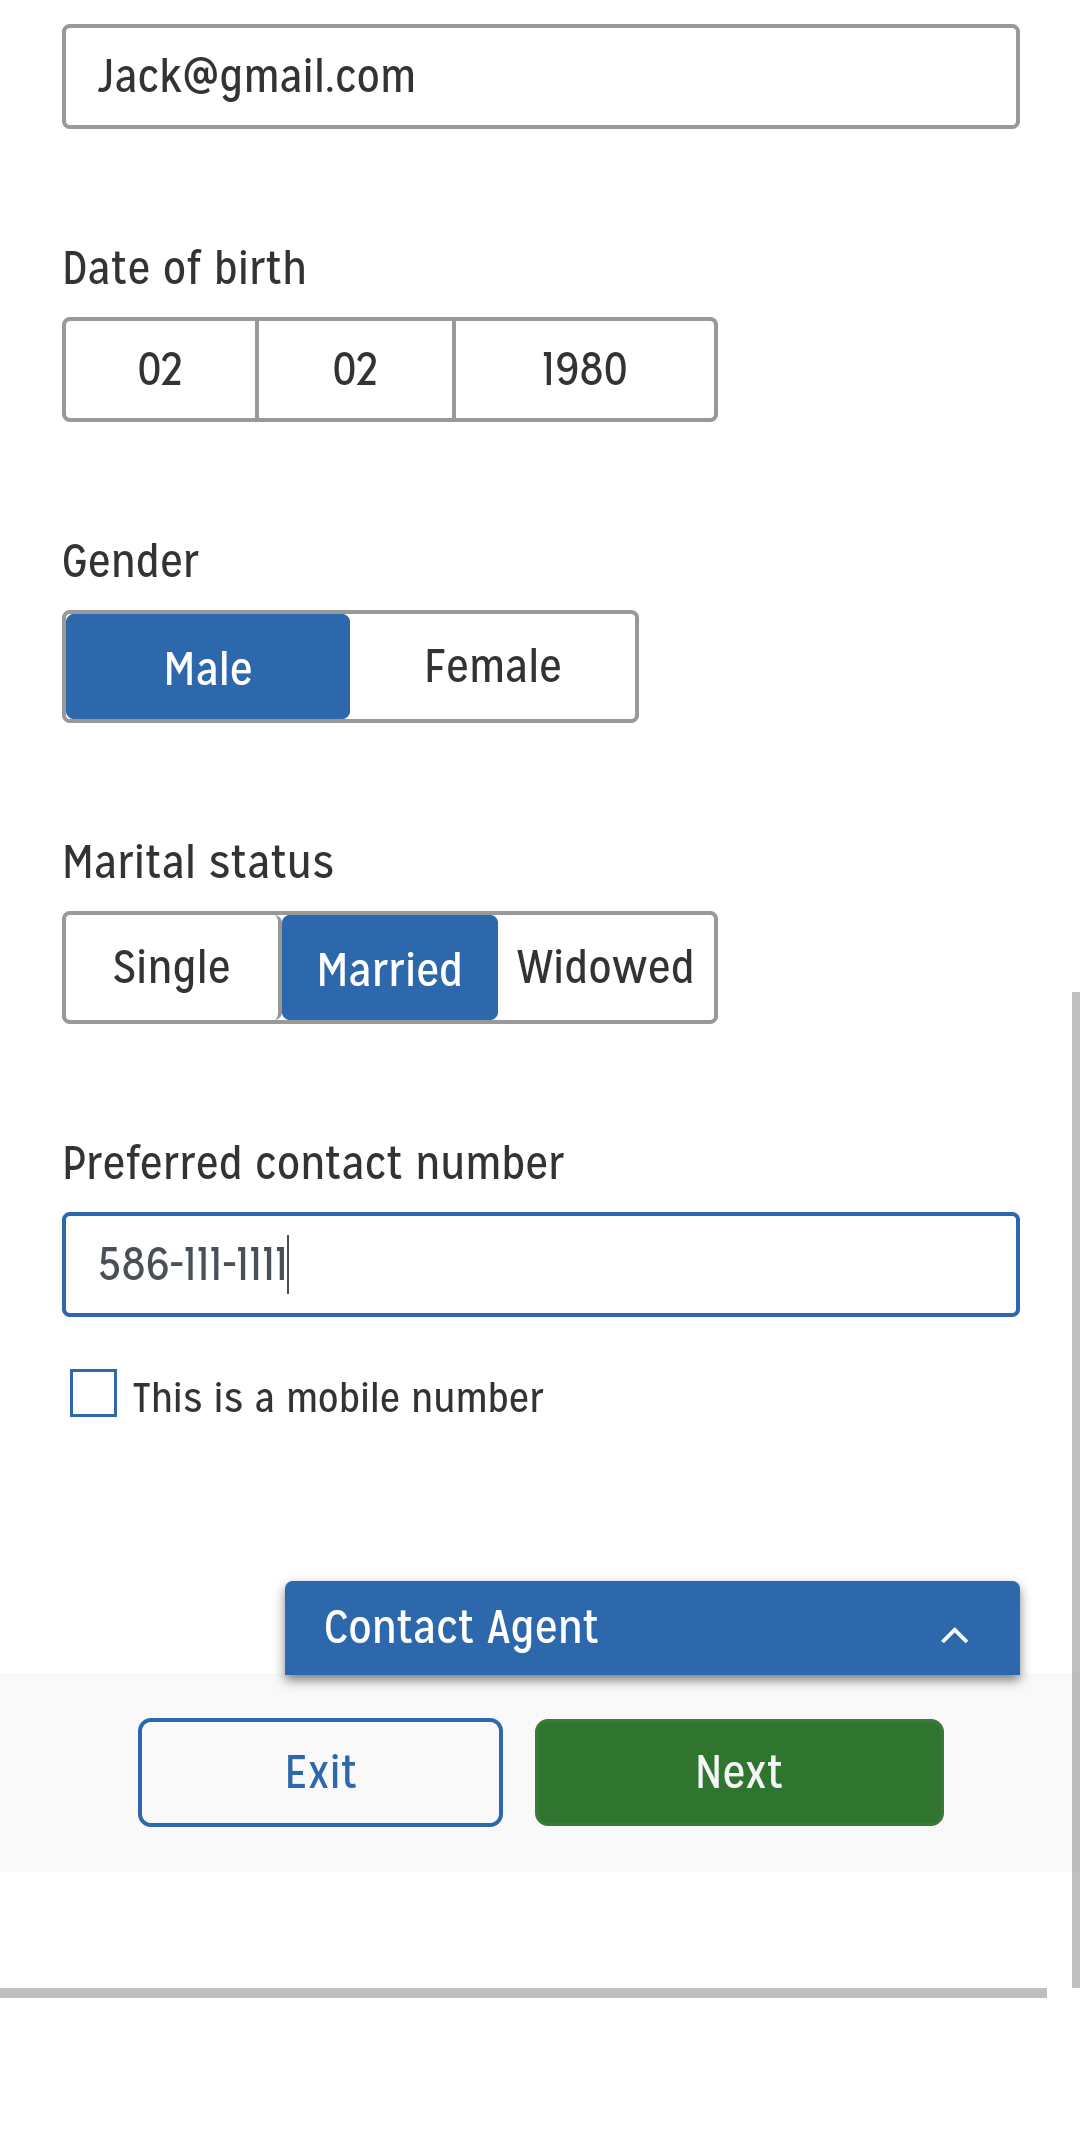 Jack@gmail.com
Date of birth
02 02 1980
Gender
Male Female
Marital status
Single Married Widowed
Preferred contact number
586-111-1111
This is a mobile number
Contact Agent
Exit Next